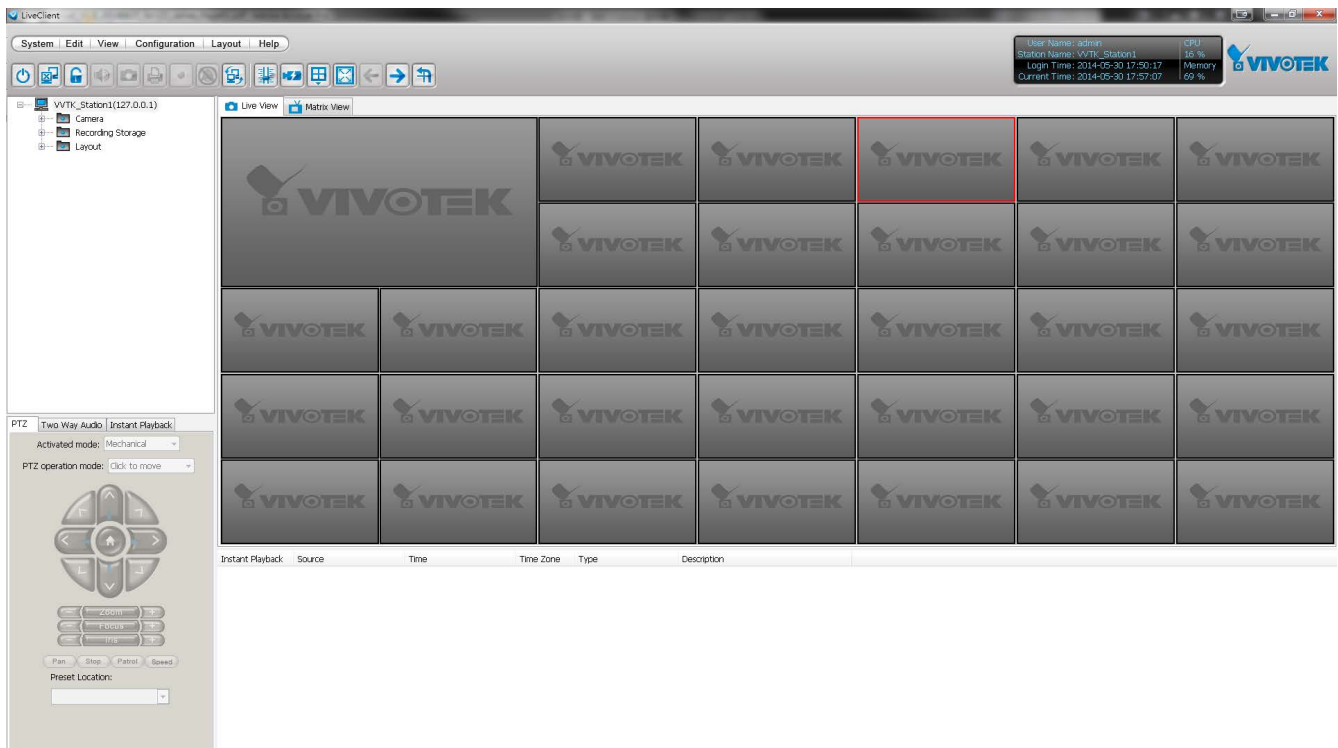 LiveClient
System Edit View Configuration Layout Help
User Name: admin
Station Name: VVTK_Station1
Login Time: 2014-05-30 17:50:17
Current Time: 2014-05-30 17:57:07
CPU
16 %
Memory
69 %
VIVOTEK
VVTK_Station1(127.0.0.1)
Camera
Recording Storage
Layout
Live View Matrix View
VIVOTEK VIVOTEK VIVOTEK VIVOTEK VIVOTEK VIVOTEK
VIVOTEK VIVOTEK VIVOTEK VIVOTEK VIVOTEK
VIVOTEK VIVOTEK VIVOTEK VIVOTEK VIVOTEK VIVOTEK VIVOTEK
VIVOTEK VIVOTEK VIVOTEK VIVOTEK VIVOTEK VIVOTEK VIVOTEK
VIVOTEK VIVOTEK VIVOTEK VIVOTEK VIVOTEK VIVOTEK VIVOTEK
PTZ Two Way Audio Instant Playback
Activated mode: Mechanical
PTZ operation mode: Click to move
Zoom
Focus
Iris
Pan Stop Patrol Speed
Preset Location:
Instant Playback Source Time Time Zone Type Description